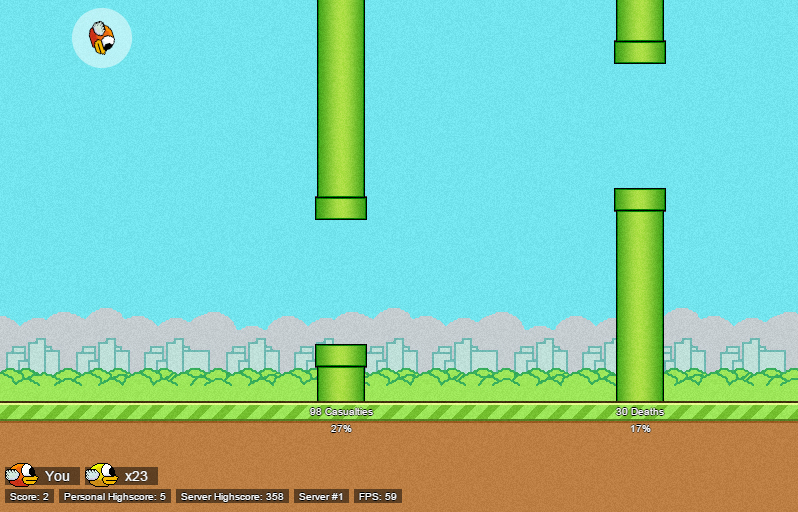 98 Casualties
30 Deaths
27%
17%
You
x23
Score: 2
Personal Highscore: 5
Server Highscore: 358
Server #1
FPS: 59